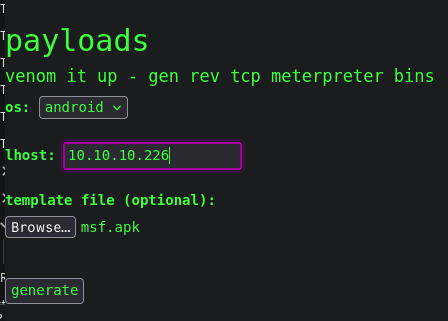 payloads
venom it up - gen rev tcp meterpreter bins
os: android
lhost: 10.10.10.226
template file (optional):
Browse... msf.apk
generate